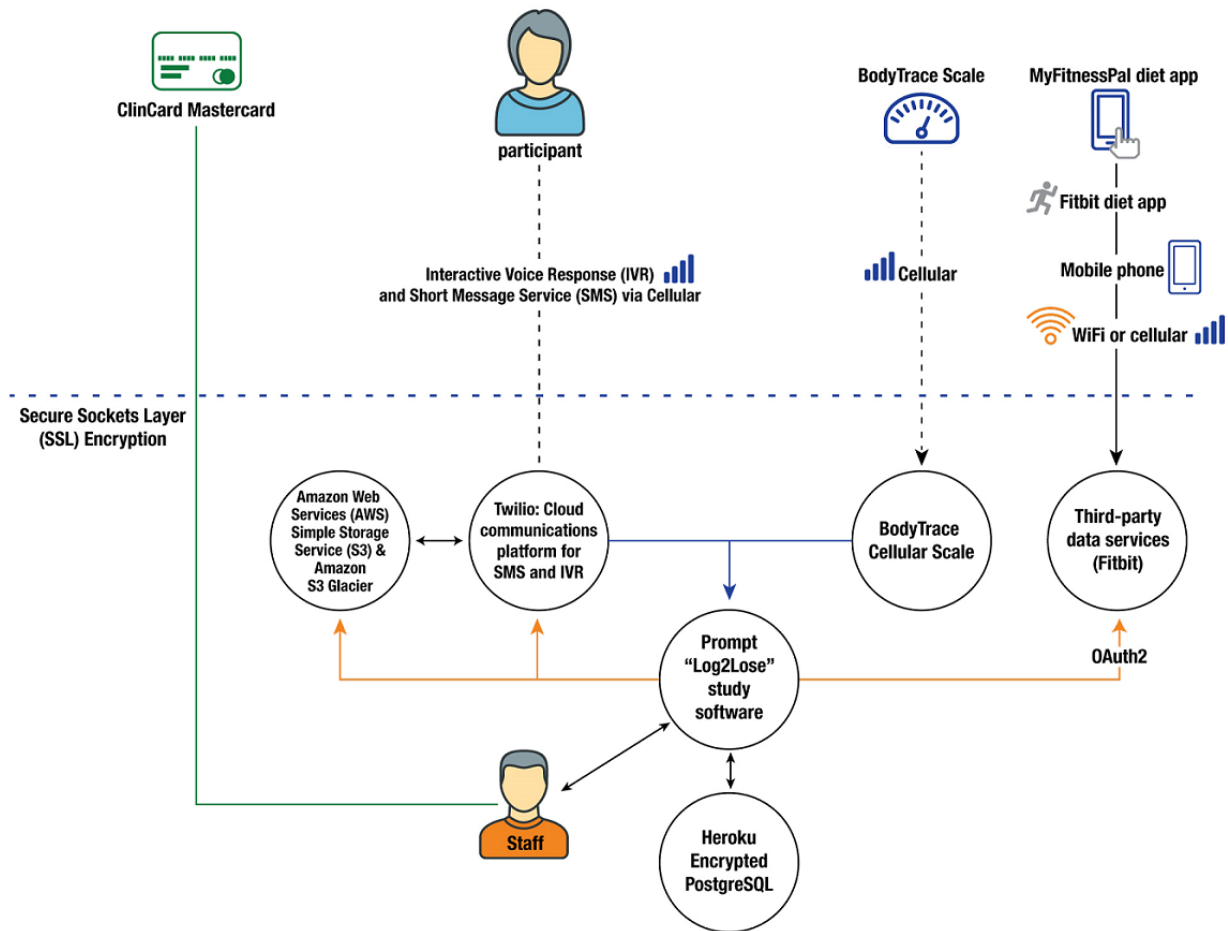 ClinCard Mastercard
participant
BodyTrace Scale
MyFitnessPal diet app
Fitbit diet app
Interactive Voice Response (IVR)
and Short Message Service (SMS) via Cellular
Cellular
Mobile phone
WiFi or cellular
Secure Sockets Layer
(SSL) Encryption
Amazon Web
Services (AWS)
Simple Storage
Service (S3) &
Amazon
S3 Glacier
Twilio: Cloud
communications
platform for
SMS and IVR
BodyTrace
Cellular Scale
Third-party
data services
(Fitbit)
Prompt
“Log2Lose”
study
software
OAuth2
Staff
Heroku
Encrypted
PostgreSQL